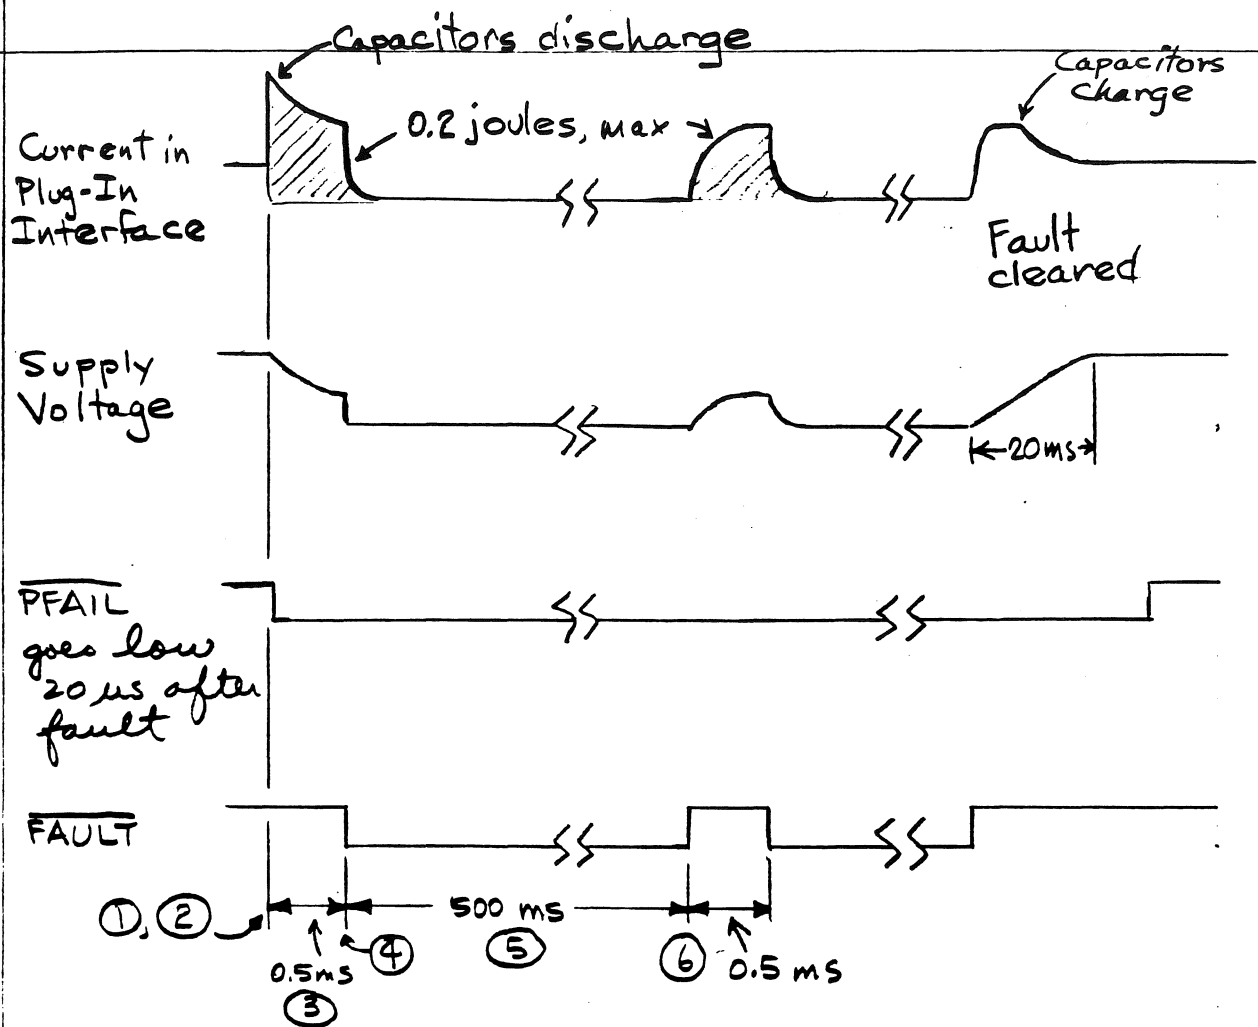 Capacitors discharge
Capacitors
charge
0.2 joules, max
Current in
Plug-In
Interface
Fault
cleared
Supply
Voltage
20ms
PFAIL
goes low
20 us after
fault
FAULT
1, 2
500 ms
4
5
6
0.5 ms
0.5ms
3